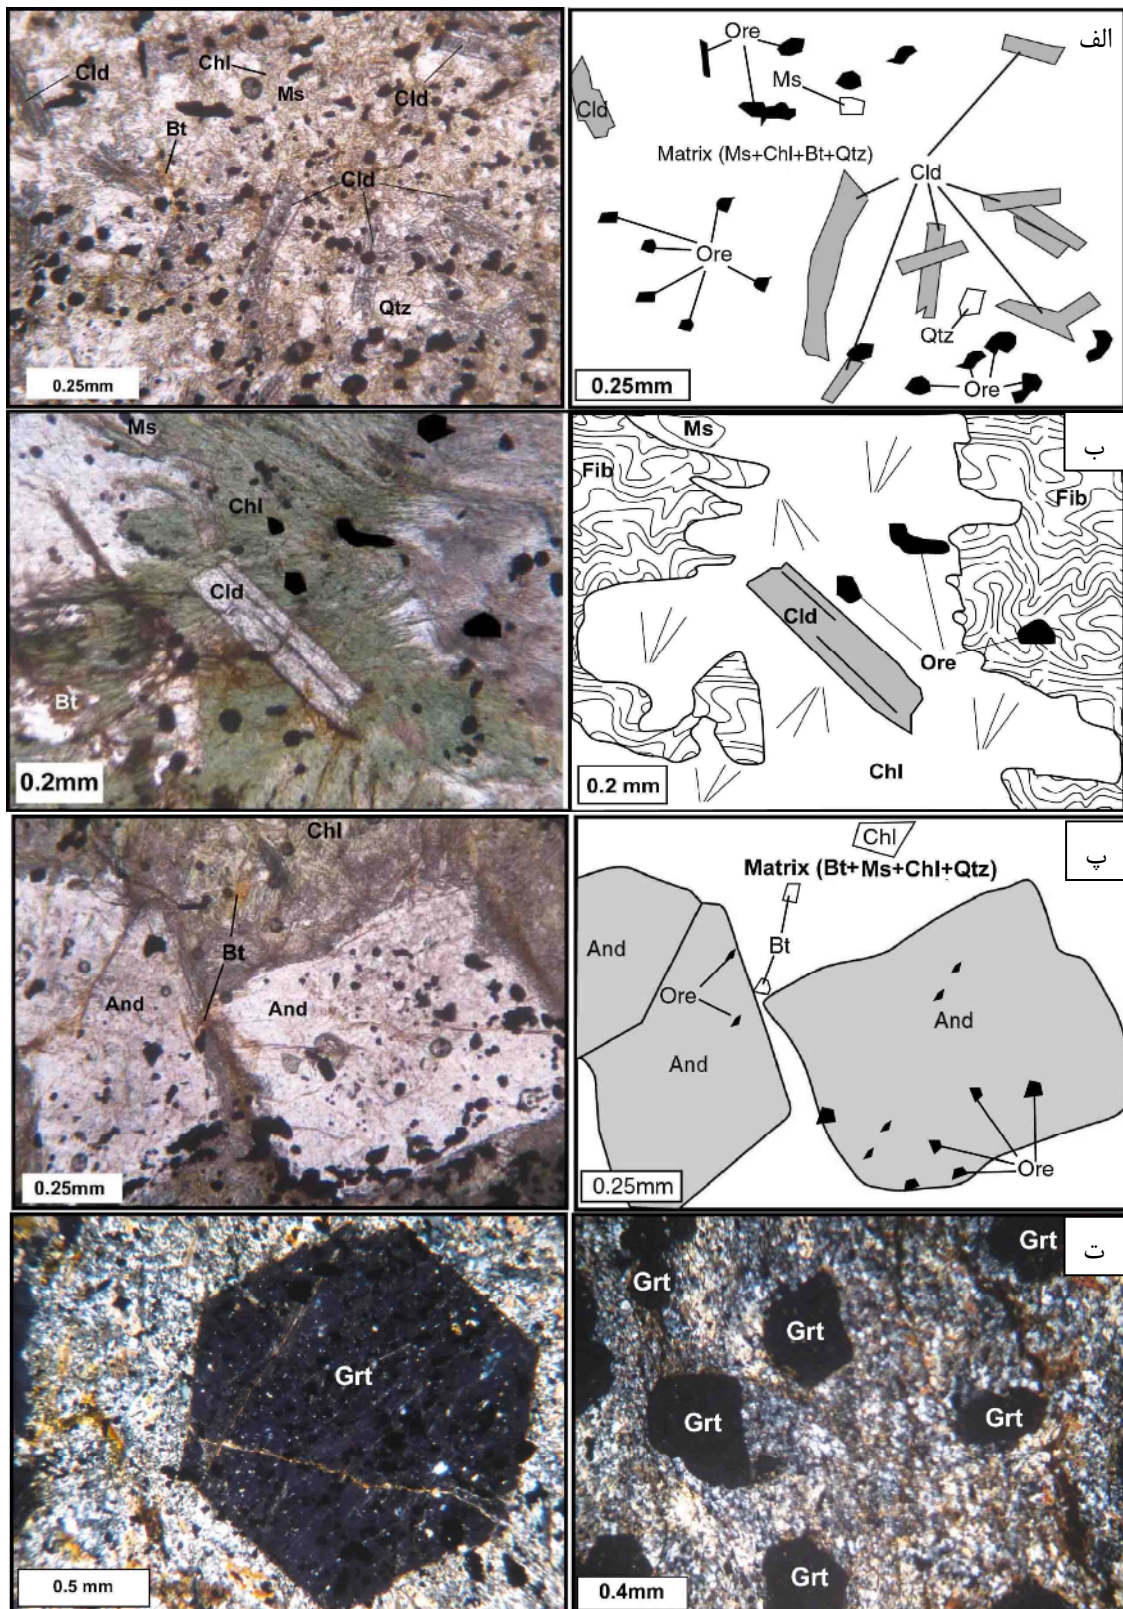 Cld
Chl
Ms
Cld
Bt
Cld
Qtz
0.25mm
الف
Ore
Ms
Cld
Matrix (Ms+Chl+Bt+Qtz)
Cld
Ore
Qtz
Ore
0.25mm
Ms
Chl
Cld
Bt
0.2mm
ب
Ms
Fib
Fib
Cld
Ore
Chl
0.2 mm
Chl
Bt
And
And
0.25mm
پ
Chl
Matrix (Bt+Ms+Chl+Qtz)
Bt
And
Ore
And
And
Ore
0.25mm
Grt
0.5 mm
ت
Grt
Grt
Grt
Grt
Grt
Grt
0.4mm